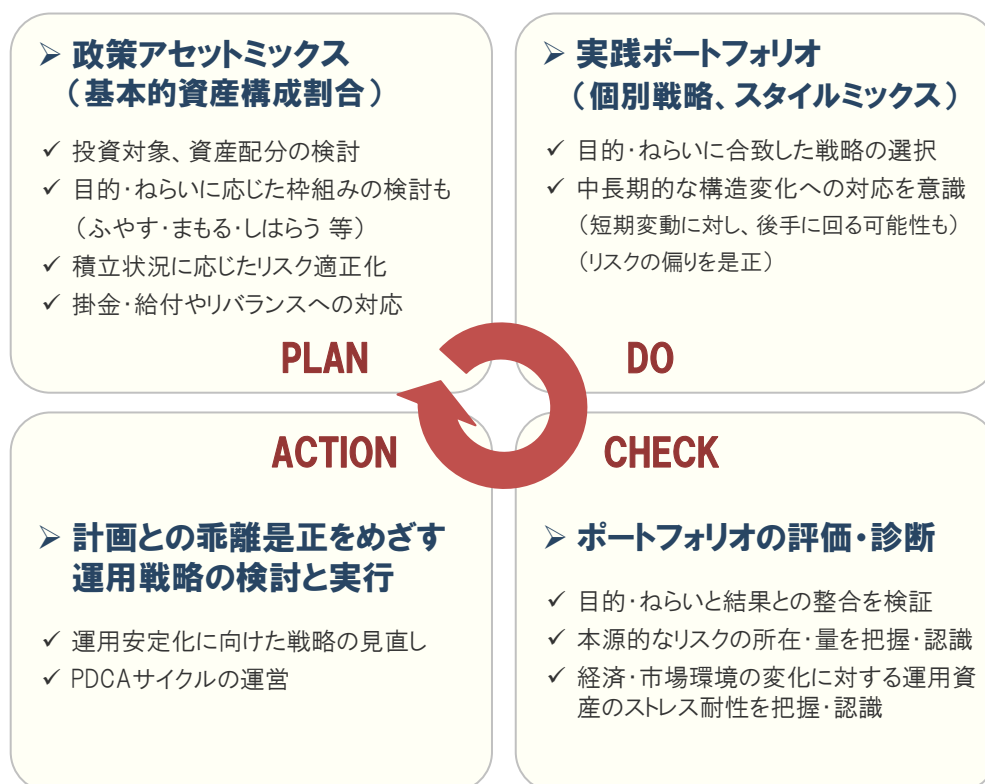 ➢ 政策アセットミックス
（基本的資産構成割合）
✓ 投資対象、資産配分の検討
✓ 目的・ねらいに応じた枠組みの検討も
（ふやす・まもる・しはらう 等）
✓ 積立状況に応じたリスク適正化
✓ 掛金・給付やリバランスへの対応
PLAN
➢ 実践ポートフォリオ
（個別戦略、スタイルミックス）
✓ 目的・ねらいに合致した戦略の選択
✓ 中長期的な構造変化への対応を意識
（短期変動に対し、後手に回る可能性も）
（リスクの偏りを是正）
DO
ACTION
➢ 計画との乖離是正をめざす
運用戦略の検討と実行
✓ 運用安定化に向けた戦略の見直し
✓ PDCAサイクルの運営
CHECK
➢ ポートフォリオの評価・診断
✓ 目的・ねらいと結果との整合を検証
✓ 本源的なリスクの所在・量を把握・認識
✓ 経済・市場環境の変化に対する運用資
産のストレス耐性を把握・認識